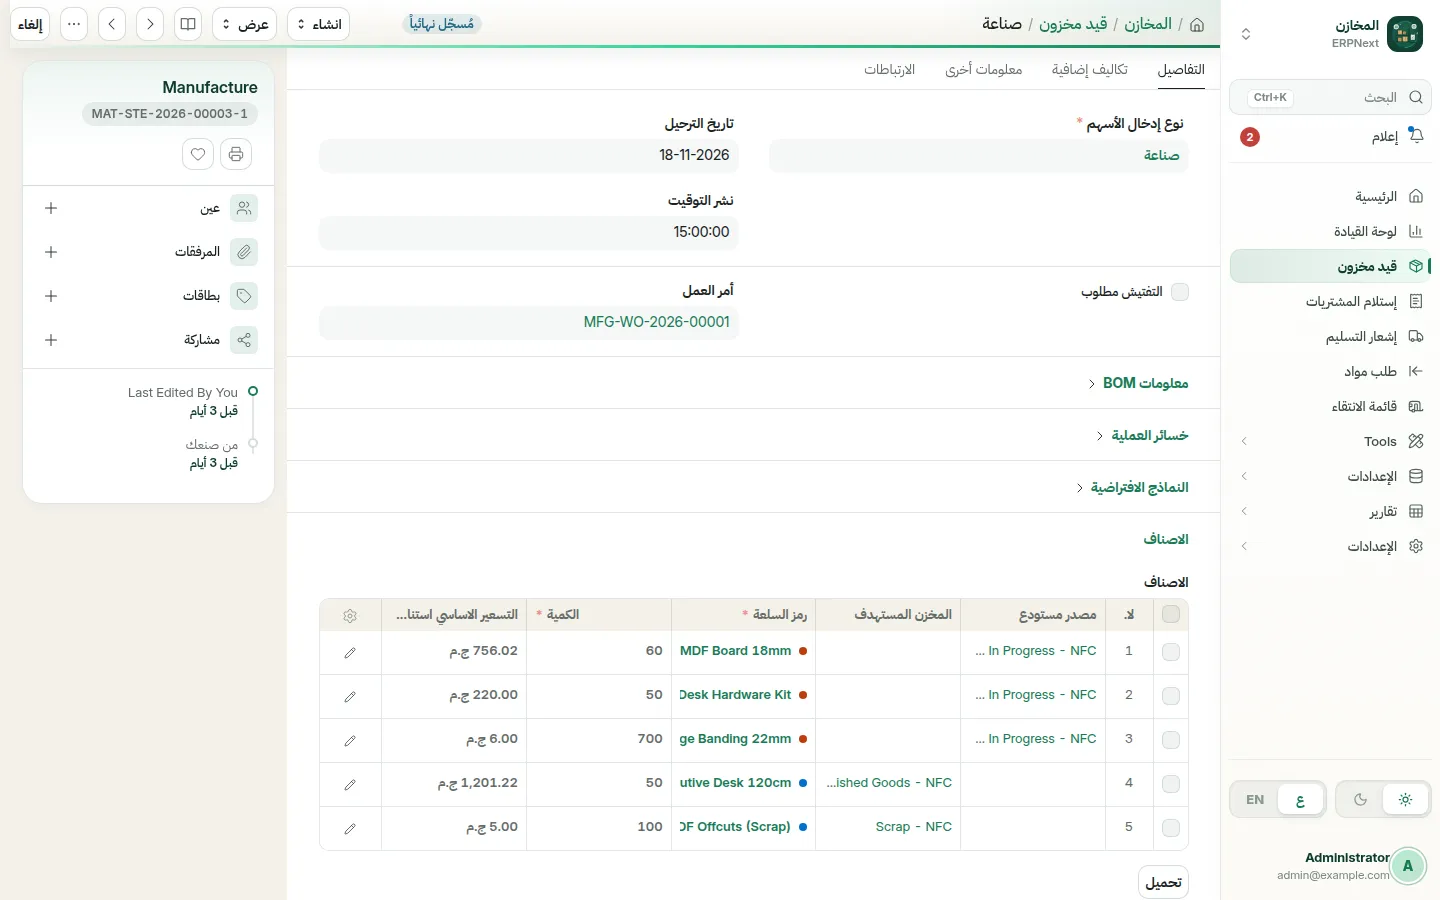 المخازن
ERPNext
البحث
Ctrl+K
إعلام
2
الرئيسية
لوحة القيادة
قيد مخزون
إستلام المشتريات
إشعار التسليم
طلب مواد
قائمة الانتقاء
Tools
الإعدادات
تقارير
الإعدادات
ع
EN
Administrator
admin@example.com
A
المخازن / قيد مخزون / صناعة
مُسجّل نهائياً
انشاء
عرض
...
إلغاء
التفاصيل
تكاليف إضافية
معلومات أخرى
الارتباطات
نوع إدخال الأسهم *
صناعة
تاريخ الترحيل
18-11-2026
نشر التوقيت
15:00:00
التفتيش مطلوب
أمر العمل
MFG-WO-2026-00001
معلومات BOM
خسائر العملية
النماذج الافتراضية
الاصناف
الاصناف
لا. مصدر مستودع المخزن المستهدف رمز السلعة * الكمية * التسعير الاساسي استنا...
1 In Progress - NFC ... MDF Board 18mm 60 756.02 ج.م
2 In Progress - NFC ... Desk Hardware Kit 50 220.00 ج.م
3 In Progress - NFC ... ge Banding 22mm 700 6.00 ج.م
4 ...ished Goods - NFC utive Desk 120cm 50 1,201.22 ج.م
5 Scrap - NFC DF Offcuts (Scrap) 100 5.00 ج.م
تحميل
Manufacture
MAT-STE-2026-00003-1
عين
المرفقات
بطاقات
مشاركة
Last Edited By You
قبل 3 أيام
من صنعك
قبل 3 أيام